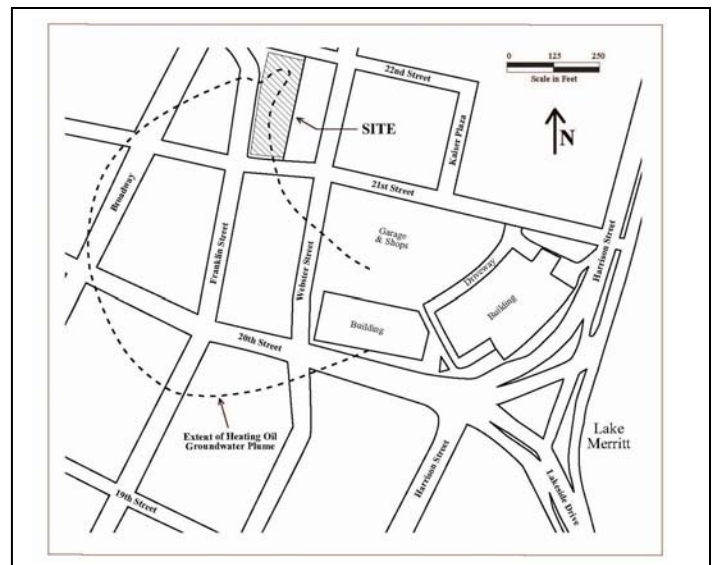 0 125 250
Scale in Feet
22nd Street
N
SITE
Kaiser Plaza
21st Street
Broadway
Franklin Street
Webster Street
Garage
& Shops
Driveway
Harrison Street
Building
Building
20th Street
Extent of Heating Oil
Groundwater Plume
Lake
Merritt
Harrison Street
Lakeside Drive
19th Street